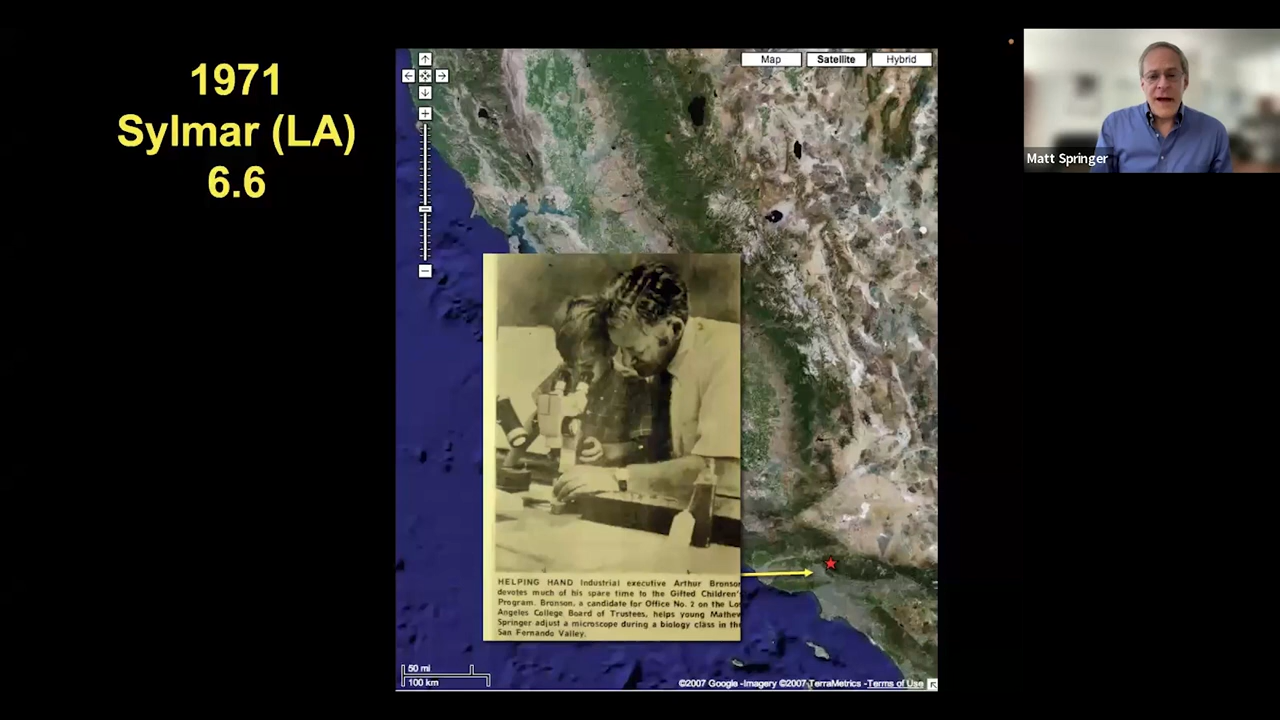 1971
Sylmar (LA)
6.6
Map
Satellite
Hybrid
HELPING HAND Industrial executive Arthur Bronson
devotes much of his spare time to the Gifted Children's
Program. Bronson, a candidate for Office No. 2 on the Los
Angeles College Board of Trustees, helps young Mathew
Springer adjust a microscope during a biology class in the
San Fernando Valley.
50 mi
100 km
©2007 Google -Imagery ©2007 TerraMetrics -Terms of Use
Matt Springer